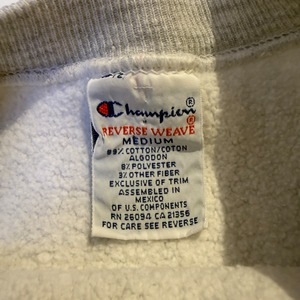 Champion®
REVERSE WEAVE®
MEDIUM
89% COTTON/COTON
ALGODON
8% POLYESTER
3% OTHER FIBER
EXCLUSIVE OF TRIM
ASSEMBLED IN
MEXICO
OF U.S. COMPONENTS
RN 26094 CA 21356
FOR CARE SEE REVERSE